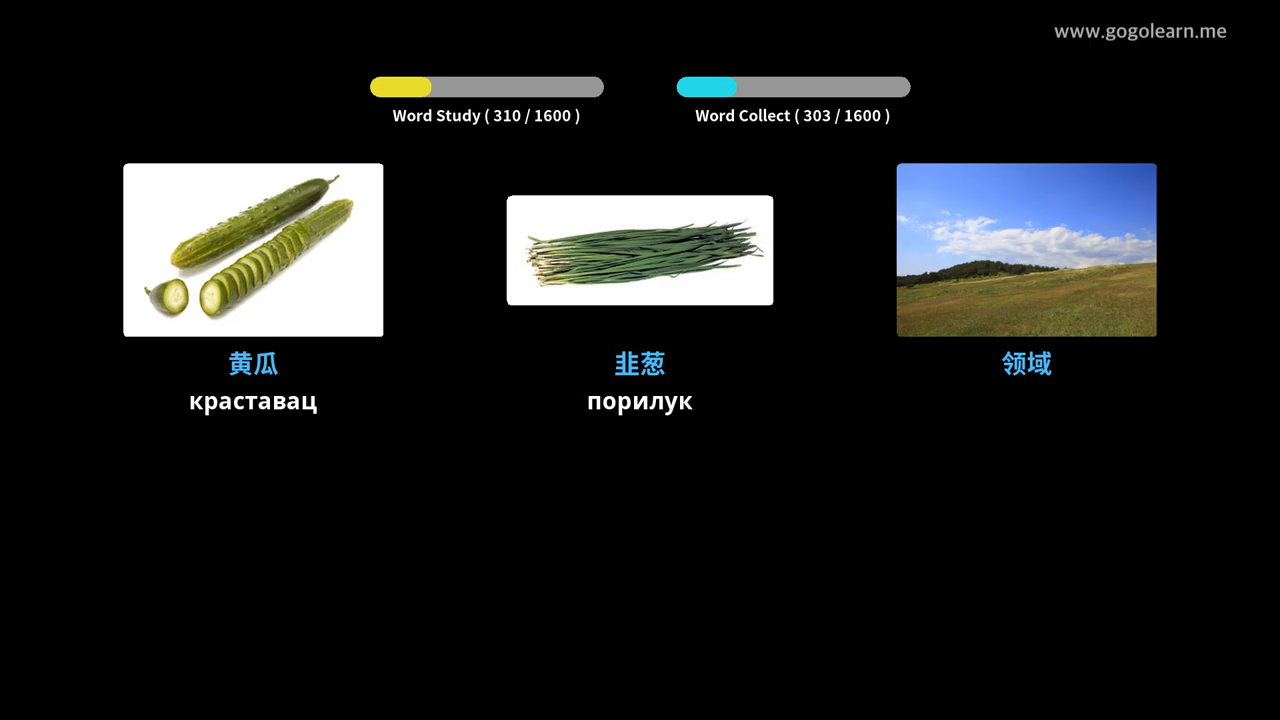 www.gogolearn.me
Word Study ( 310 / 1600 )
Word Collect ( 303 / 1600 )
黄瓜
韭葱
领域
краставац
порилук